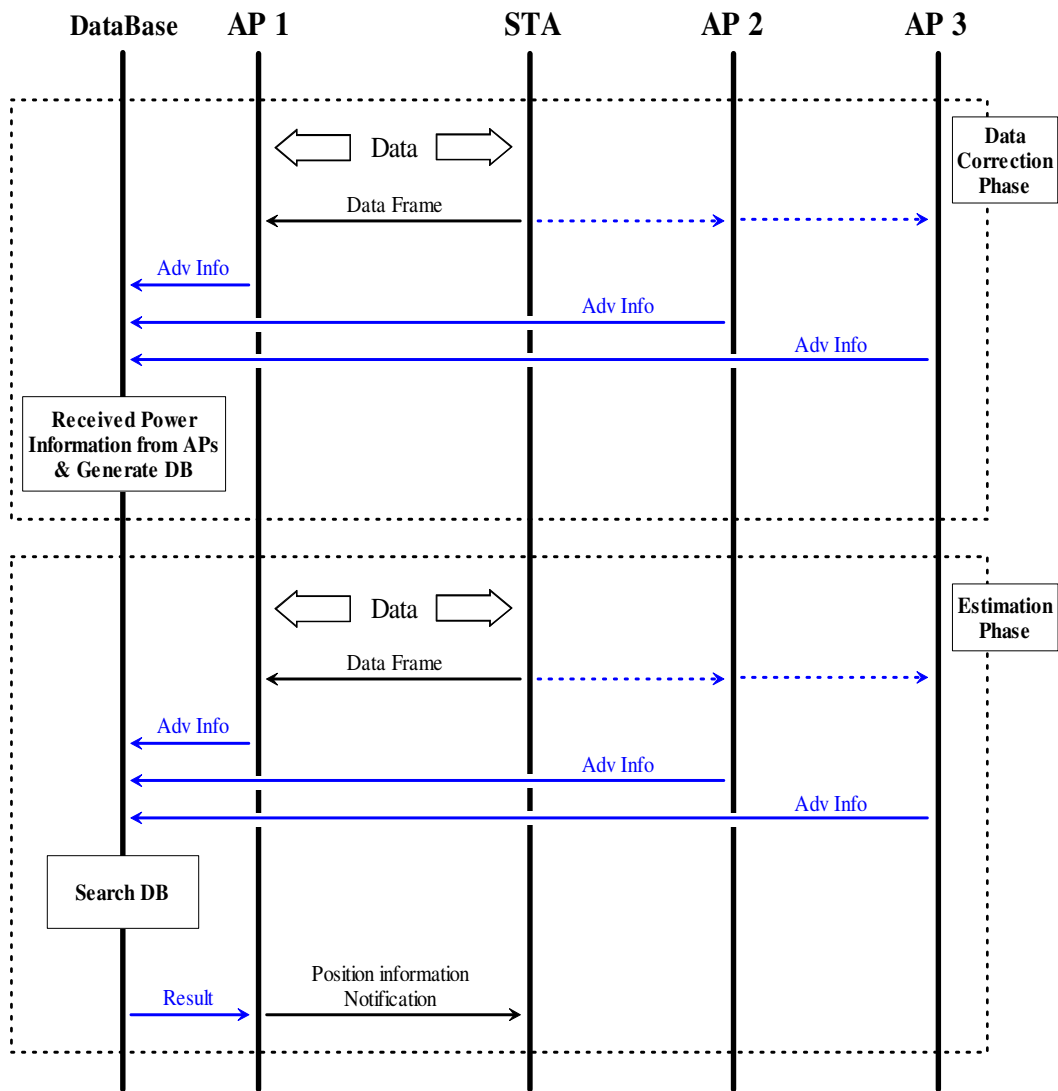 DataBase
AP 1
STA
AP 2
AP 3
Data
Correction
Phase
Data
Data Frame
Adv Info
Adv Info
Adv Info
Received Power
Information from APs
& Generate DB
Estimation
Phase
Data
Data Frame
Adv Info
Adv Info
Adv Info
Search DB
Result
Position information
Notification